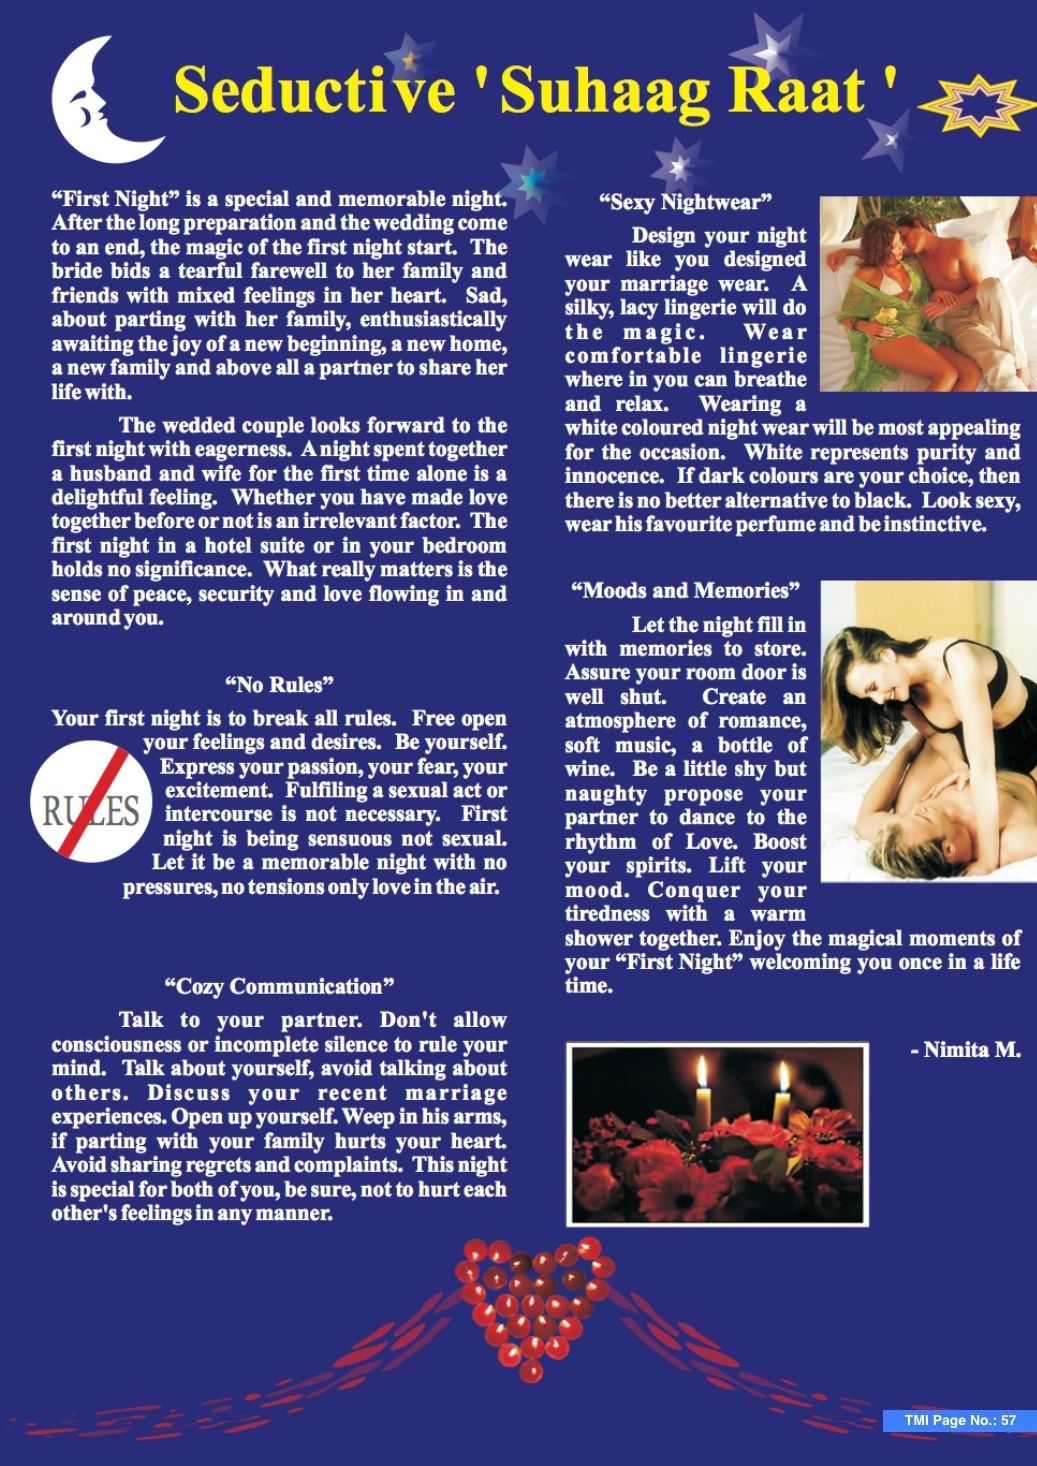 Seductive 'Suhaag Raat'
“First Night” is a special and memorable night.
After the long preparation and the wedding come
to an end, the magic of the first night start. The
bride bids a tearful farewell to her family and
friends with mixed feelings in her heart. Sad,
about parting with her family, enthusiastically
awaiting the joy of a new beginning, a new home,
a new family and above all a partner to share her
life with.
The wedded couple looks forward to the
first night with eagerness. A night spent together
a husband and wife for the first time alone is a
delightful feeling. Whether you have made love
together before or not is an irrelevant factor. The
first night in a hotel suite or in your bedroom
holds no significance. What really matters is the
sense of peace, security and love flowing in and
around you.
“No Rules”
Your first night is to break all rules. Free open
your feelings and desires. Be yourself.
Express your passion, your fear, your
excitement. Fulfiling a sexual act or
intercourse is not necessary. First
night is being sensuous not sexual.
Let it be a memorable night with no
pressures, no tensions only love in the air.
RULES
“Cozy Communication”
Talk to your partner. Don't allow
consciousness or incomplete silence to rule your
mind. Talk about yourself, avoid talking about
others. Discuss your recent marriage
experiences. Open up yourself. Weep in his arms,
if parting with your family hurts your heart.
Avoid sharing regrets and complaints. This night
is special for both of you, be sure, not to hurt each
other's feelings in any manner.
“Sexy Nightwear”
Design your night
wear like you designed
your marriage wear. A
silky, lacy lingerie will do
the magic. Wear
comfortable lingerie
where in you can breathe
and relax. Wearing a
white coloured night wear will be most appealing
for the occasion. White represents purity and
innocence. If dark colours are your choice, then
there is no better alternative to black. Look sexy,
wear his favourite perfume and be instinctive.
“Moods and Memories”
Let the night fill in
with memories to store.
Assure your room door is
well shut. Create an
atmosphere of romance,
soft music, a bottle of
wine. Be a little shy but
naughty propose your
partner to dance to the
rhythm of Love. Boost
your spirits. Lift your
mood. Conquer your
tiredness with a warm
shower together. Enjoy the magical moments of
your “First Night” welcoming you once in a life
time.
- Nimita M.
TMI Page No.: 57